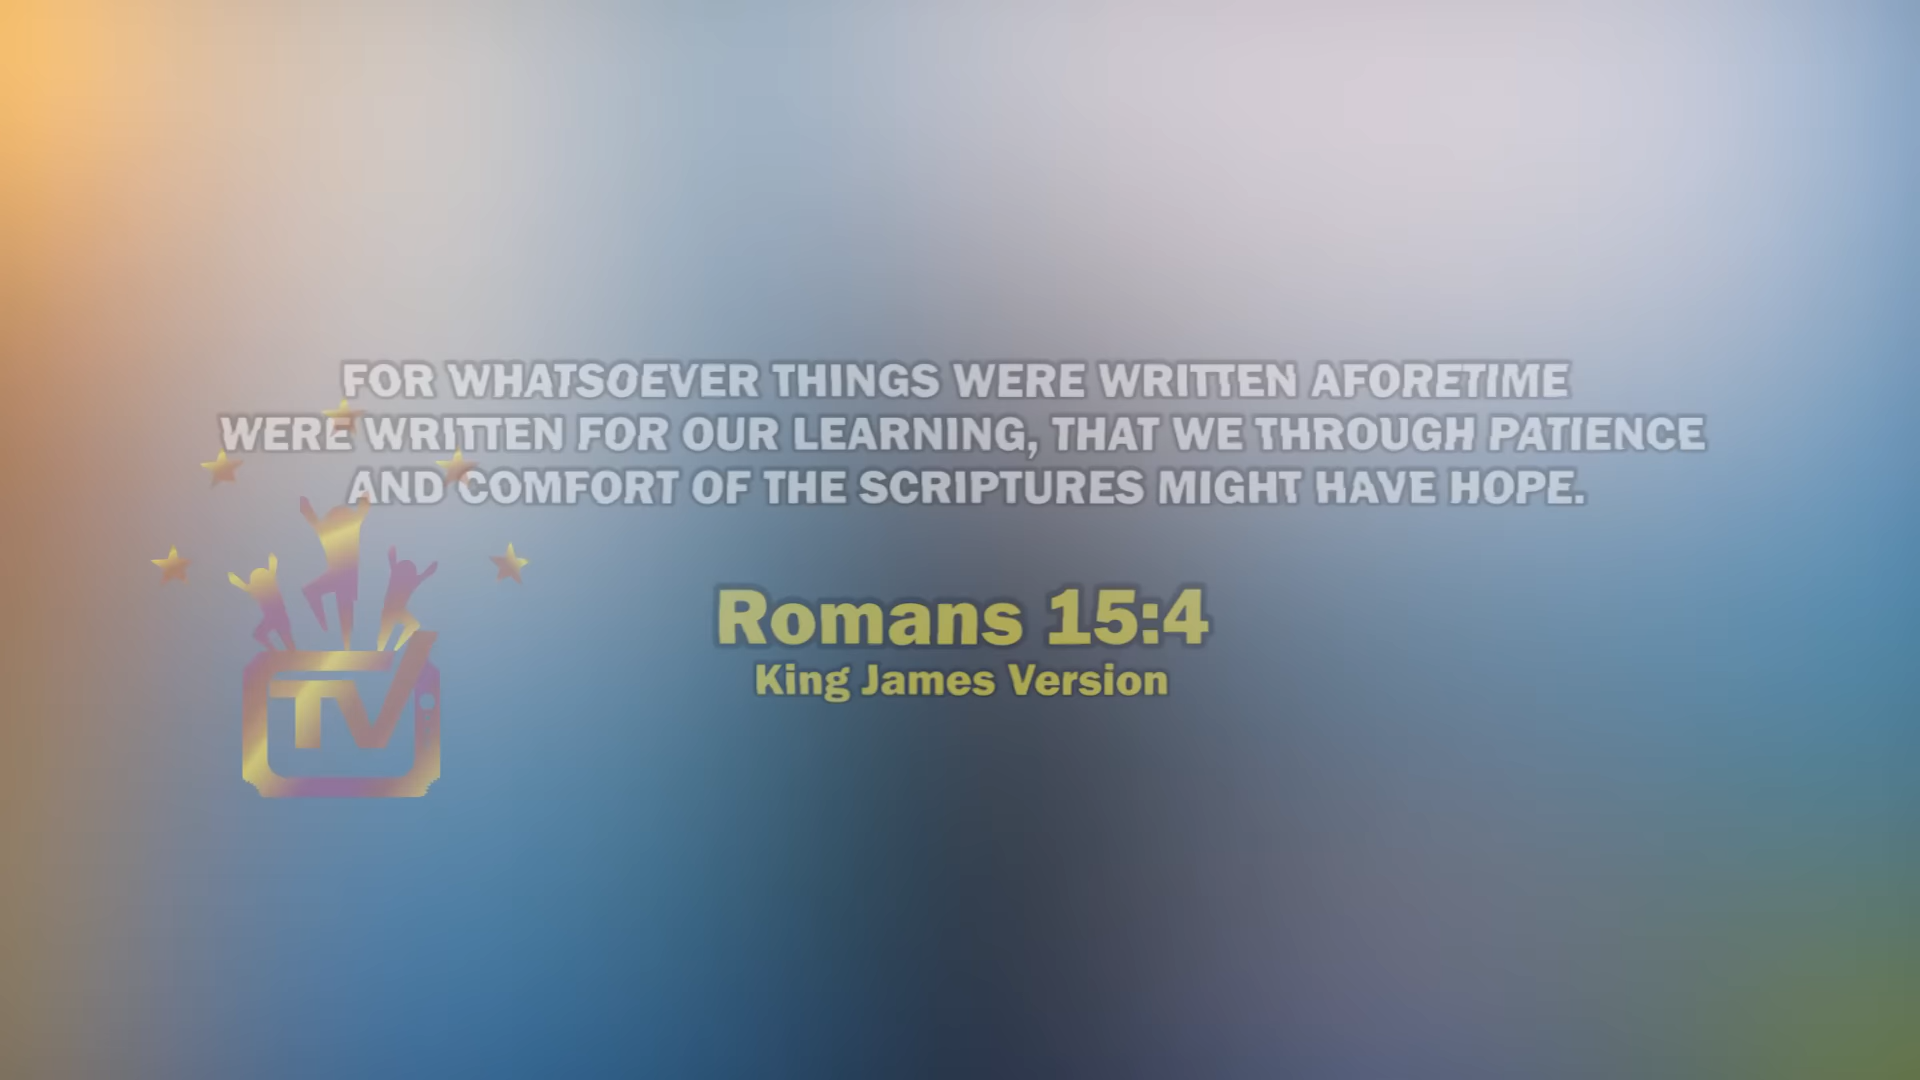 FOR WHATSOEVER THINGS WERE WRITTEN AFORETIME
WERE WRITTEN FOR OUR LEARNING, THAT WE THROUGH PATIENCE
AND COMFORT OF THE SCRIPTURES MIGHT HAVE HOPE.
Romans 15:4
King James Version
TV